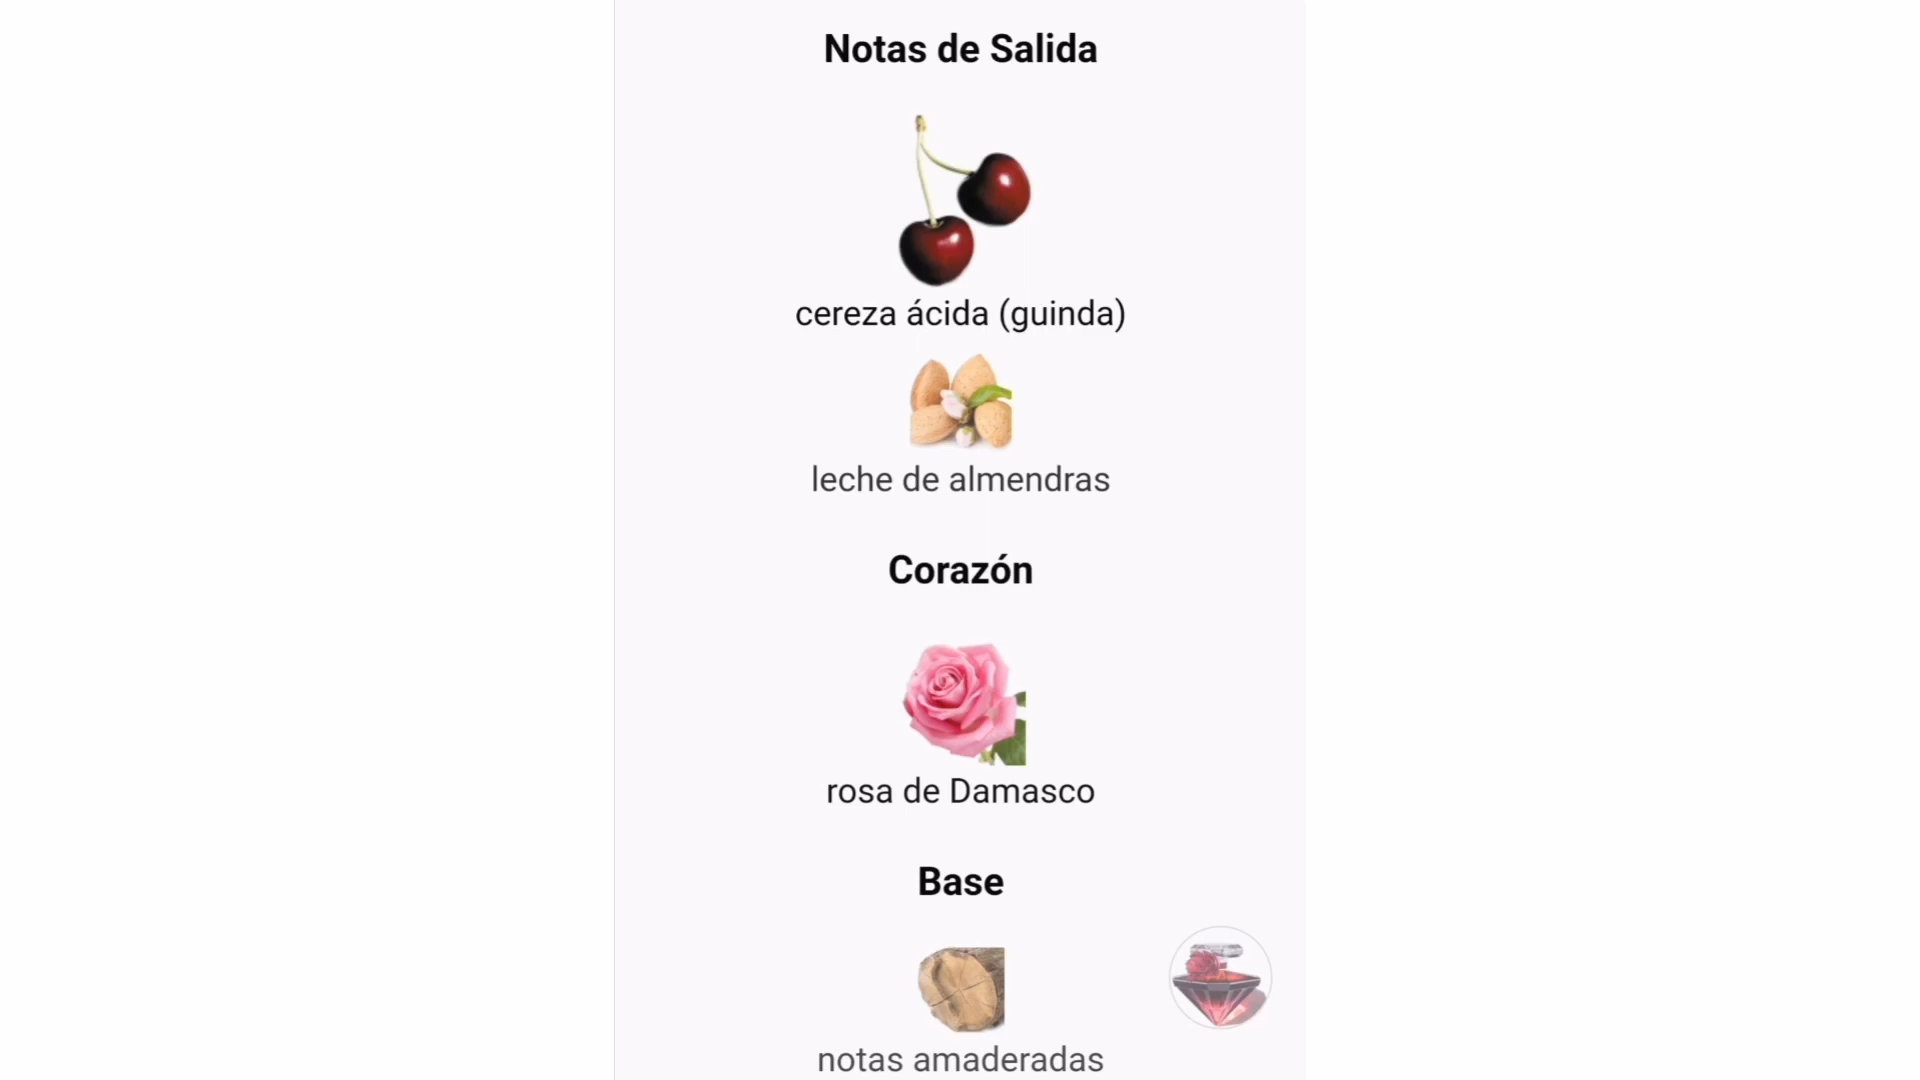 Notas de Salida
cereza ácida (guinda)
leche de almendras
Corazón
rosa de Damasco
Base
notas amaderadas